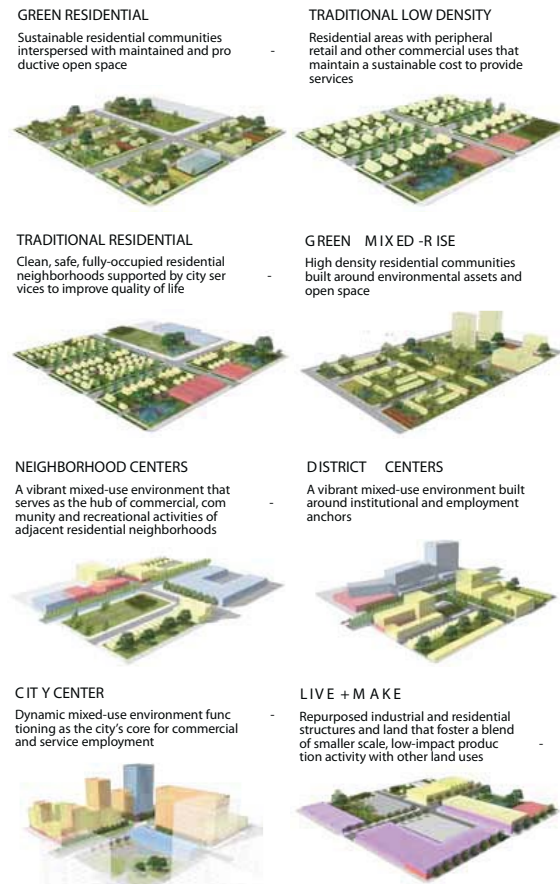 GREEN RESIDENTIAL
Sustainable residential communities
interspersed with maintained and pro -
ductive open space
TRADITIONAL LOW DENSITY
Residential areas with peripheral
retail and other commercial uses that
maintain a sustainable cost to provide
services
TRADITIONAL RESIDENTIAL
Clean, safe, fully-occupied residential
neighborhoods supported by city ser -
vices to improve quality of life
GREEN MIXED-RISE
High density residential communities
built around environmental assets and
open space
NEIGHBORHOOD CENTERS
A vibrant mixed-use environment that
serves as the hub of commercial, com -
munity and recreational activities of
adjacent residential neighborhoods
DISTRICT CENTERS
A vibrant mixed-use environment built
around institutional and employment
anchors
CITY CENTER
Dynamic mixed-use environment func -
tioning as the city's core for commercial
and service employment
LIVE + MAKE
Repurposed industrial and residential
structures and land that foster a blend
of smaller scale, low-impact produc -
tion activity with other land uses